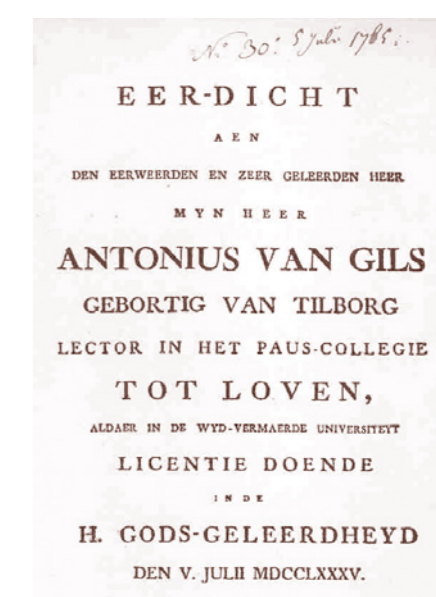 N.º 30: 5 Julii 1785.
EER-DICHT
AEN
DEN EERWEERDEN EN ZEER GELEERDEN HEER
MYN HEER
ANTONIUS VAN GILS
GEBORTIG VAN TILBORG
LECTOR IN HET PAUS-COLLEGIE
TOT LOVEN,
ALDAER IN DE WYD-VERMAERDE UNIVERSITEYT
LICENTIE DOENDE
IN DE
H. GODS-GELEERDHEYD
DEN V. JULII MDCCLXXXV.